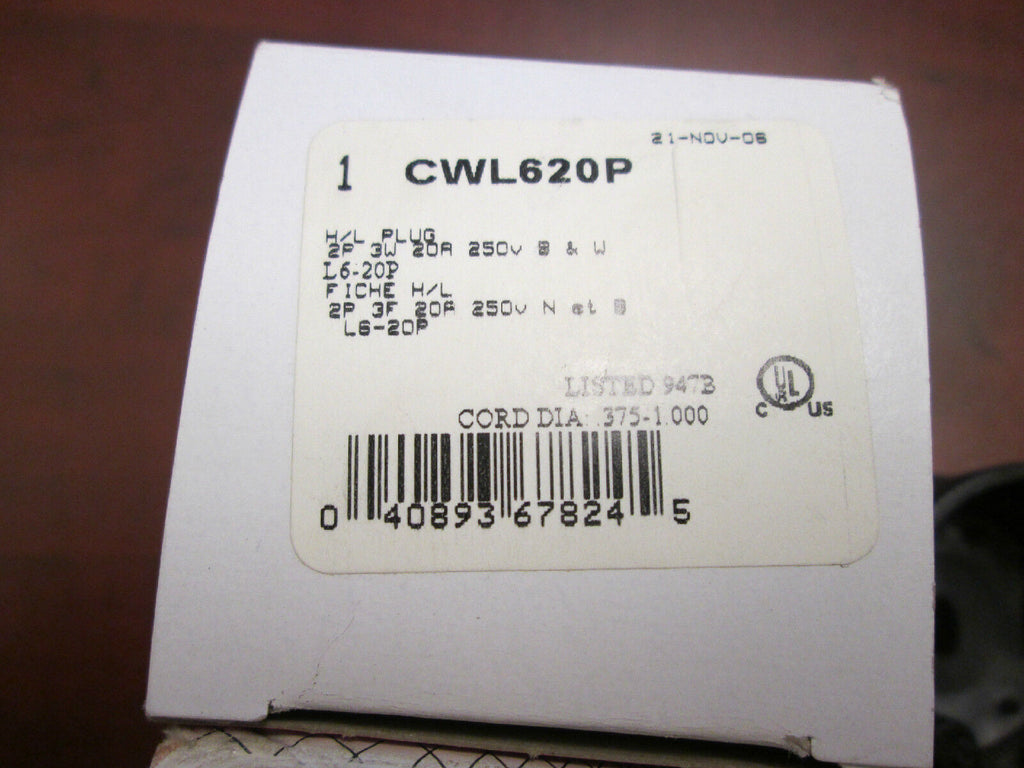 21-NOV-06
1 CWL620P
H/L PLUG
2P 3W 20A 250v B & W
L6-20P
FICHE H/L
2P 3F 20A 250v N et B
L6-20P
LISTED 947B
CORD DIA: .375-1.000
C UL R US
0 40893 67824 5